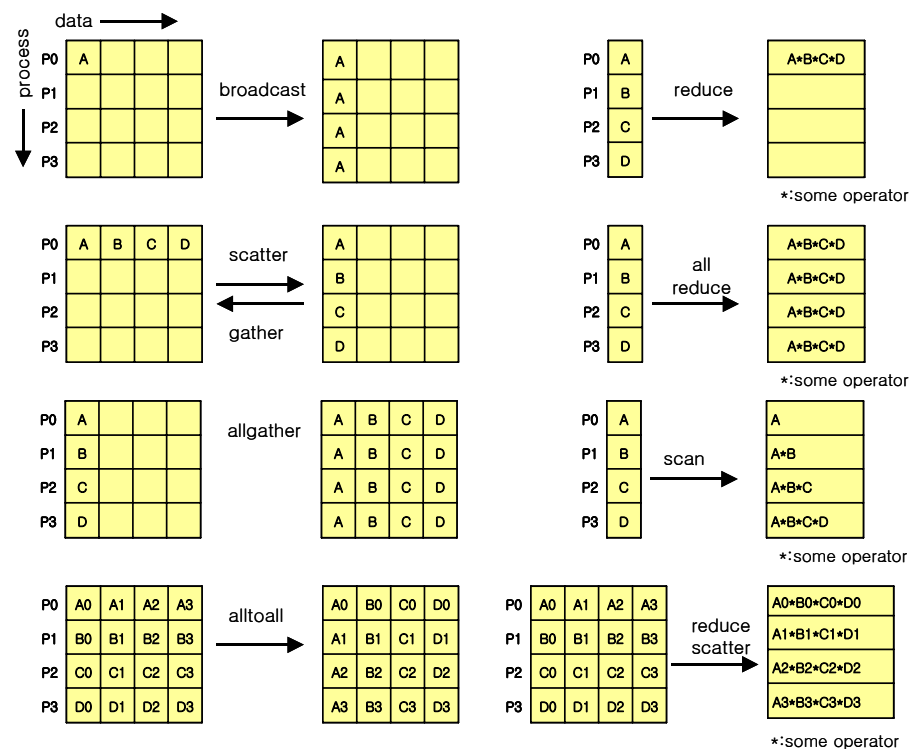 data
process
P0 A
P1
P2
P3
broadcast
A
A
A
A
P0 A
P1 B
P2 C
P3 D
reduce
A*B*C*D
*:some operator
P0 A B C D
P1
P2
P3
scatter
gather
A
B
C
D
P0 A
P1 B
P2 C
P3 D
all
reduce
A*B*C*D
A*B*C*D
A*B*C*D
A*B*C*D
*:some operator
P0 A
P1 B
P2 C
P3 D
allgather
A B C D
A B C D
A B C D
A B C D
P0 A
P1 B
P2 C
P3 D
scan
A
A*B
A*B*C
A*B*C*D
*:some operator
P0 A0 A1 A2 A3
P1 B0 B1 B2 B3
P2 C0 C1 C2 C3
P3 D0 D1 D2 D3
alltoall
A0 B0 C0 D0
A1 B1 C1 D1
A2 B2 C2 D2
A3 B3 C3 D3
P0 A0 A1 A2 A3
P1 B0 B1 B2 B3
P2 C0 C1 C2 C3
P3 D0 D1 D2 D3
reduce
scatter
A0*B0*C0*D0
A1*B1*C1*D1
A2*B2*C2*D2
A3*B3*C3*D3
*:some operator